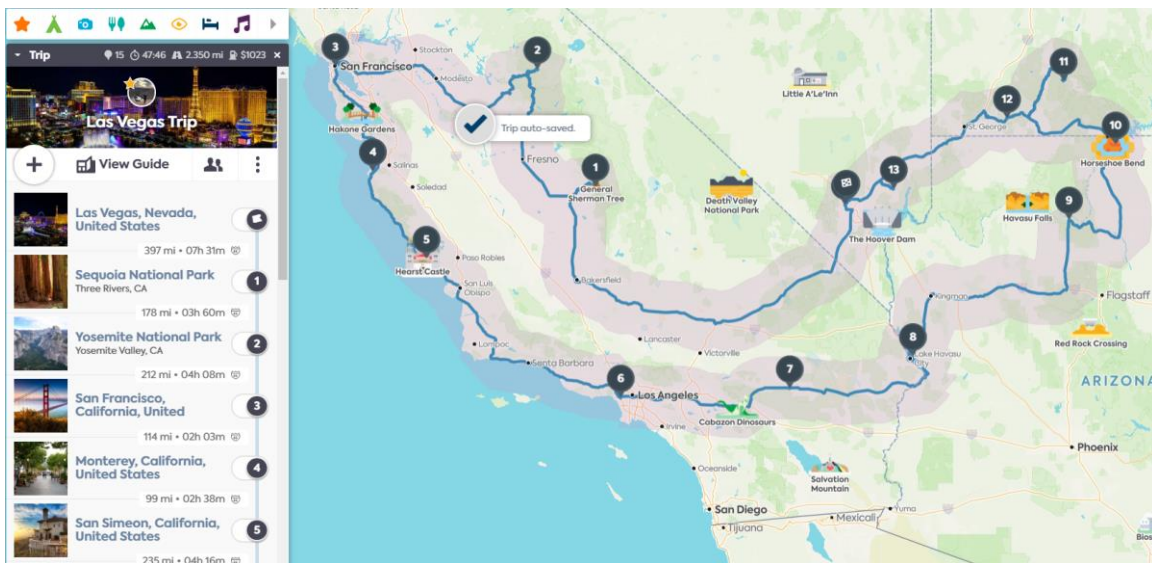 Trip 15 47:46 2.350 mi $1023 ×
Las Vegas Trip
+ View Guide
Las Vegas, Nevada,
United States
397 mi • 07h 31m
Sequoia National Park
Three Rivers, CA
1
178 mi • 03h 60m
Yosemite National Park
Yosemite Valley, CA
2
212 mi • 04h 08m
San Francisco,
California, United
3
114 mi • 02h 03m
Monterey, California,
United States
4
99 mi • 02h 38m
San Simeon, California,
United States
5
235 mi • 04h 16m
3
San Francisco
Stockton
Modesto
2
Trip auto-saved.
Hakone Gardens
4
Salinas
Soledad
Fresno
1
General
Sherman Tree
5
Hearst Castle
Paso Robles
San Luis
Obispo
Bakersfield
Lompoc
Santa Barbara
Lancaster
Victorville
6
Los Angeles
7
Cabazon Dinosaurs
Irvine
Oceanside
San Diego
Tijuana
Salvation
Mountain
Mexicali
Yuma
Little A'Le'Inn
Death Valley
National Park
13
The Hoover Dam
11
12
St. George
10
Horseshoe Bend
9
Havasu Falls
Kingman
8
Lake Havasu
City
Flagstaff
Red Rock Crossing
ARIZONA
Phoenix
Bios